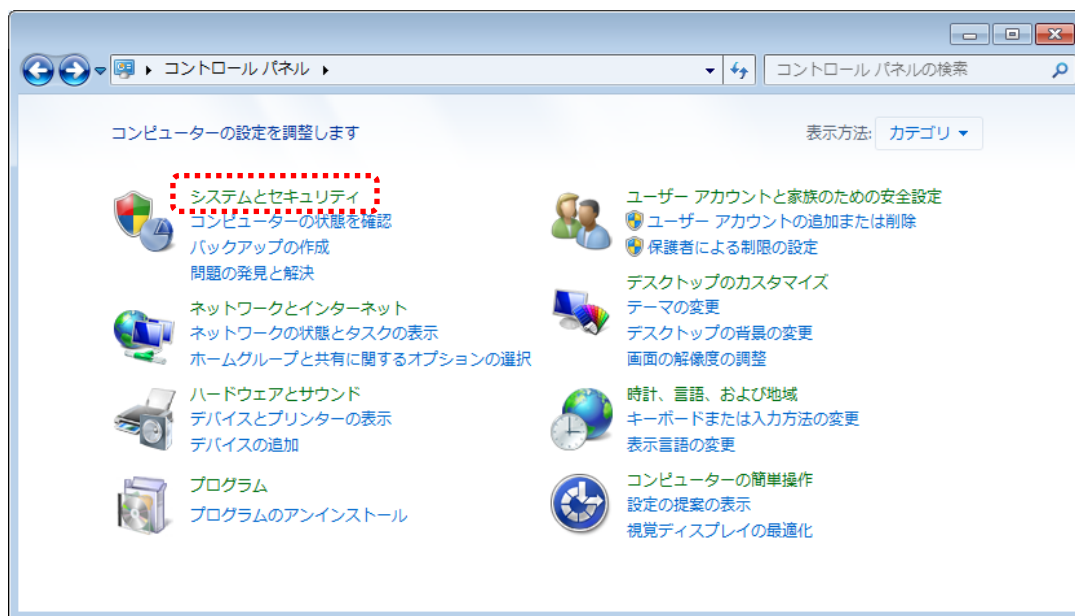 コントロール パネル
コントロール パネルの検索
コンピューターの設定を調整します
表示方法: カテゴリ
システムとセキュリティ
コンピューターの状態を確認
バックアップの作成
問題の発見と解決
ネットワークとインターネット
ネットワークの状態とタスクの表示
ホームグループと共有に関するオプションの選択
ハードウェアとサウンド
デバイスとプリンターの表示
デバイスの追加
プログラム
プログラムのアンインストール
ユーザー アカウントと家族のための安全設定
ユーザー アカウントの追加または削除
保護者による制限の設定
デスクトップのカスタマイズ
テーマの変更
デスクトップの背景の変更
画面の解像度の調整
時計、言語、および地域
キーボードまたは入力方法の変更
表示言語の変更
コンピューターの簡単操作
設定の提案の表示
視覚ディスプレイの最適化